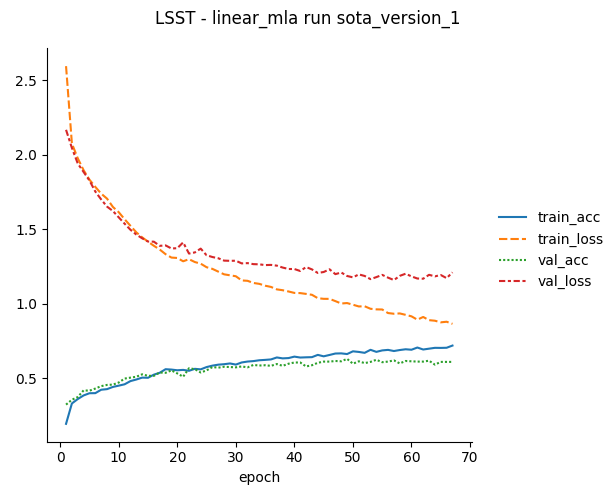 LSST - linear_mla run sota_version_1
2.5
2.0
1.5
1.0
0.5
0 10 20 30 40 50 60 70
epoch
train_acc
train_loss
val_acc
val_loss